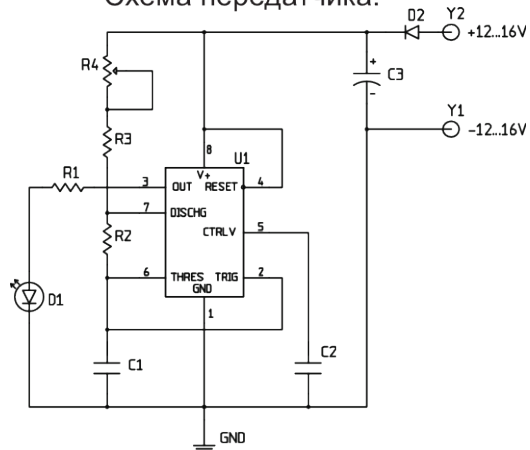 Схема передатчика.
D2
Y2
+12...16V
R4
C3
+
-
Y1
-12...16V
R3
8
U1
R1
V+
3
OUT
RESET
4
7
DISCHG
R2
CTRLV
5
6
THRES
TRIG
2
GND
D1
1
C1
C2
GND